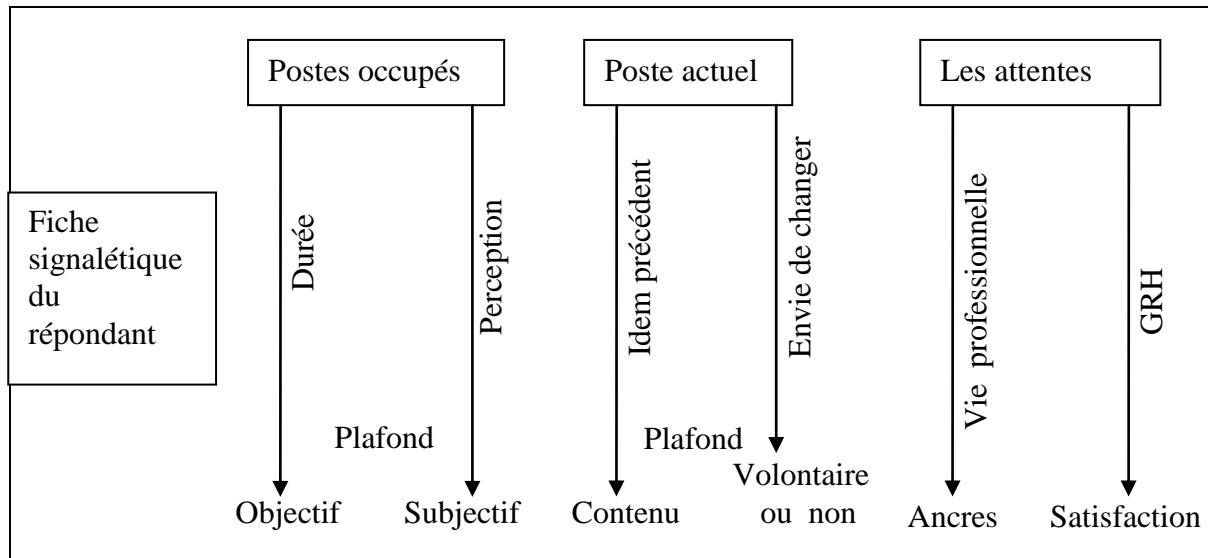 Postes occupés
Poste actuel
Les attentes
Fiche
signalétique
du
répondant
Durée
Perception
Idem précédent
Envie de changer
Vie professionnelle
GRH
Plafond
Plafond
Objectif
Subjectif
Contenu
Volontaire
ou non
Ancres
Satisfaction